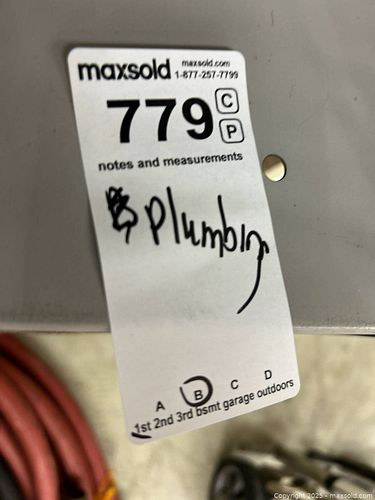 maxsold maxsold.com
1-877-257-7799
779 C
P
notes and measurements
Plumbing
A B C D
1st 2nd 3rd bsmt garage outdoors
Copyright 2025 - maxsold.com